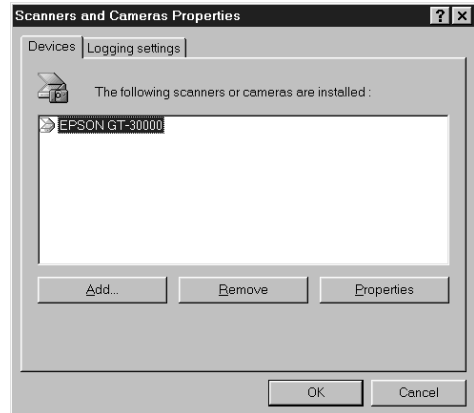 Scanners and Cameras Properties
Devices Logging settings
The following scanners or cameras are installed :
EPSON GT-30000
Add... Remove Properties
OK Cancel